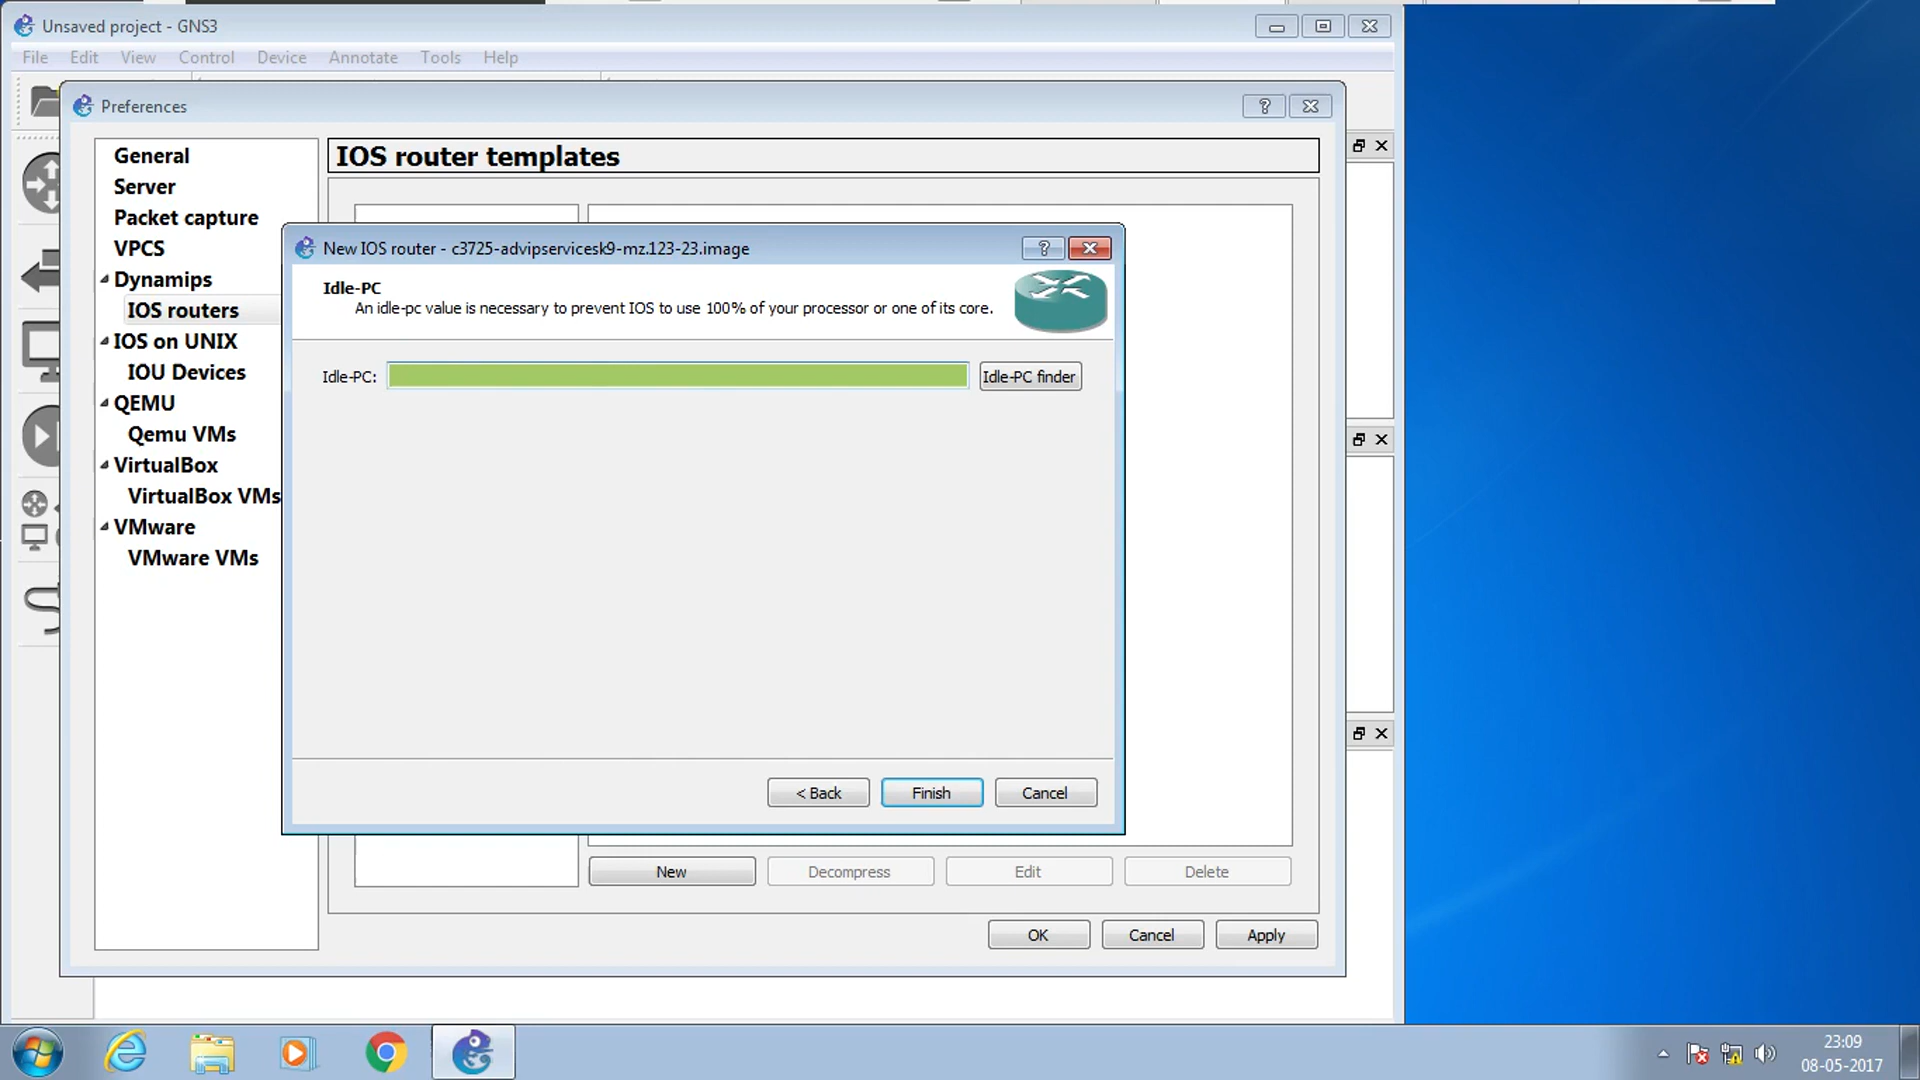 Unsaved project - GNS3
File Edit View Control Device Annotate Tools Help
Preferences
General
Server
Packet capture
VPCS
Dynamips
IOS routers
IOS on UNIX
IOU Devices
QEMU
Qemu VMs
VirtualBox
VirtualBox VMs
VMware
VMware VMs
IOS router templates
New IOS router - c3725-advipservicesk9-mz.123-23.image
Idle-PC
An idle-pc value is necessary to prevent IOS to use 100% of your processor or one of its core.
Idle-PC: Idle-PC finder
< Back Finish Cancel
New Decompress Edit Delete
OK Cancel Apply
23:09
08-05-2017